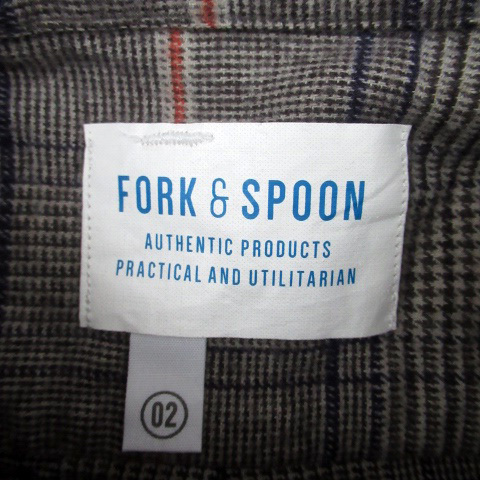 FORK & SPOON
AUTHENTIC PRODUCTS
PRACTICAL AND UTILITARIAN
02